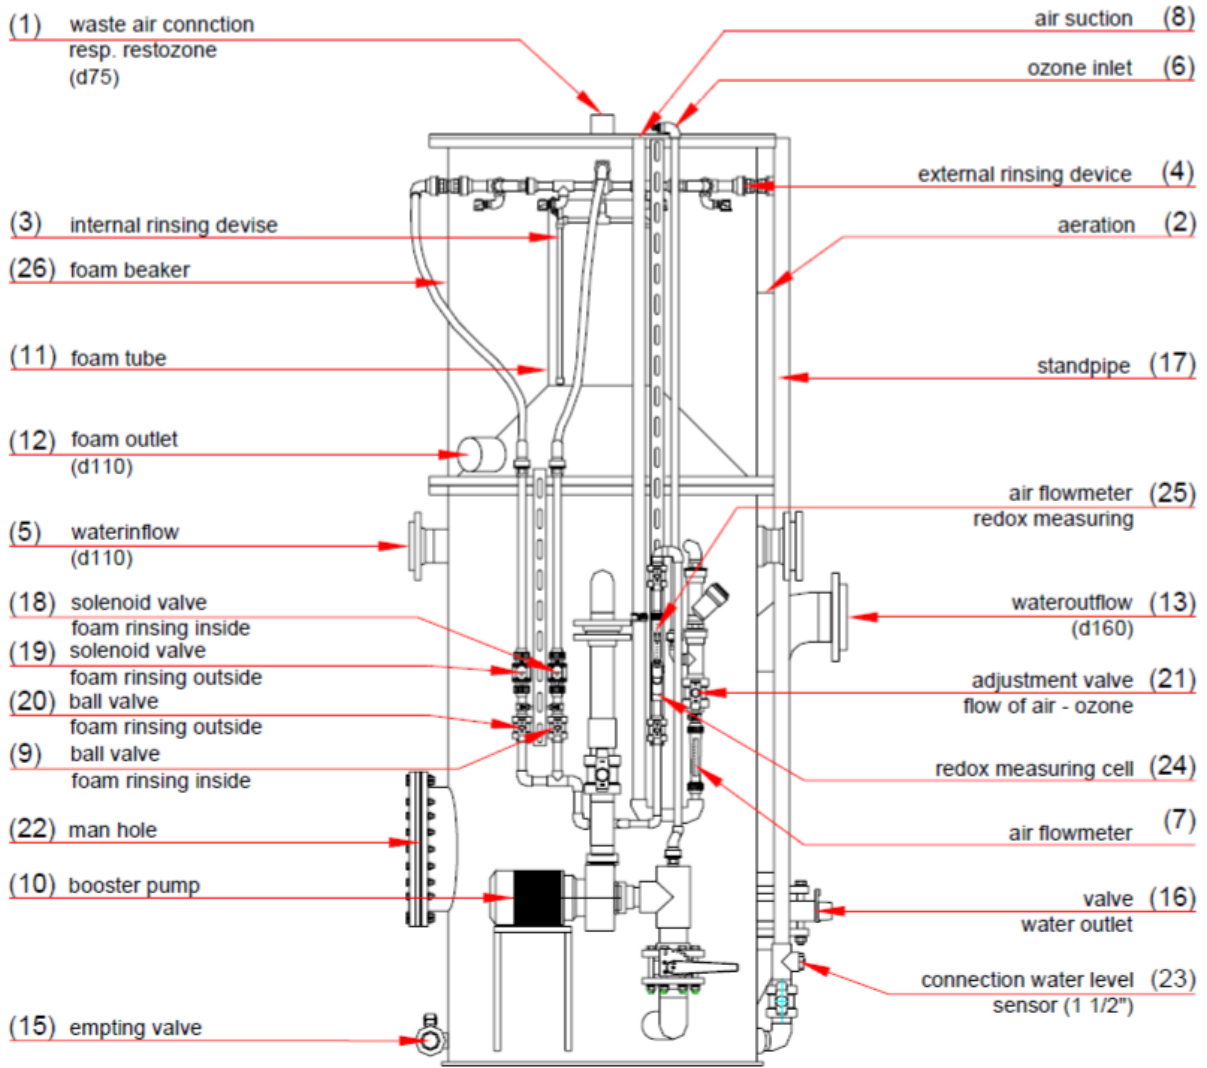 (1) waste air connction
resp. restozone
(d75)
(3) internal rinsing devise
(26) foam beaker
(11) foam tube
(12) foam outlet
(d110)
(5) waterinflow
(d110)
(18) solenoid valve
foam rinsing inside
(19) solenoid valve
foam rinsing outside
(20) ball valve
foam rinsing outside
(9) ball valve
foam rinsing inside
(22) man hole
(10) booster pump
(15) empting valve
air suction (8)
ozone inlet (6)
external rinsing device (4)
aeration (2)
standpipe (17)
air flowmeter (25)
redox measuring
wateroutflow (13)
(d160)
adjustment valve (21)
flow of air - ozone
redox measuring cell (24)
air flowmeter (7)
valve (16)
water outlet
connection water level (23)
sensor (1 1/2")